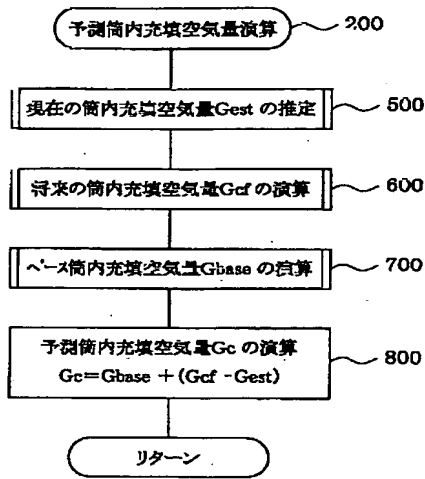 予測筒内充填空気量演算 200
現在の筒内充填空気量Gest の推定 500
将来の筒内充填空気量Gcf の演算 600
ベース筒内充填空気量Gbase の演算 700
予測筒内充填空気量Gc の演算
Gc=Gbase +(Gcf -Gest) 800
リターン